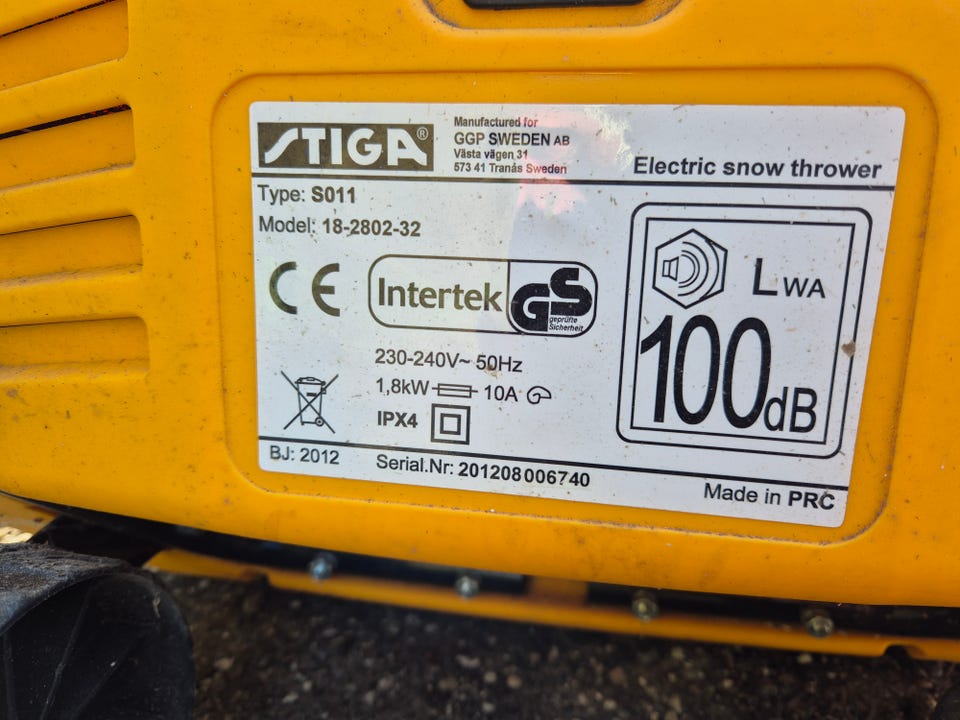 STIGA®
Manufactured for
GGP SWEDEN AB
Västa vägen 31
573 41 Tranås Sweden
Electric snow thrower
Type: S011
Model: 18-2802-32
CE
Intertek
GS
geprüfte
Sicherheit
LWA
100dB
230-240V~ 50Hz
1,8kW 10A
IPX4
BJ: 2012
Serial.Nr: 201208006740
Made in PRC